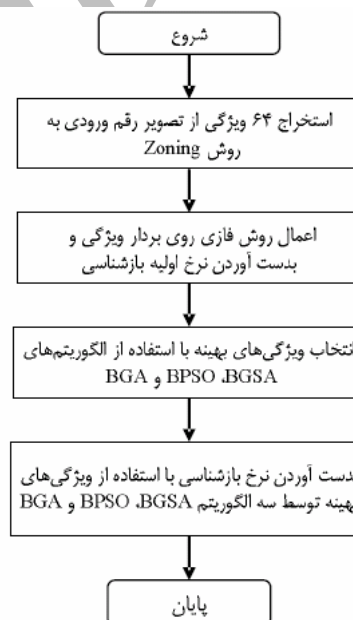 شروع
استخراج ۶۴ ویژگی از تصویر رقم ورودی به
روش Zoning
اعمال روش فازی روی بردار ویژگی و
بدست آوردن نرخ اولیه بازشناسی
انتخاب ویژگی‌های بهینه با استفاده از الگوریتم‌های
BPSO ،BGSA و BGA
بدست آوردن نرخ بازشناسی با استفاده از ویژگی‌های
بهینه توسط سه الگوریتم BPSO ،BGSA و BGA
پایان